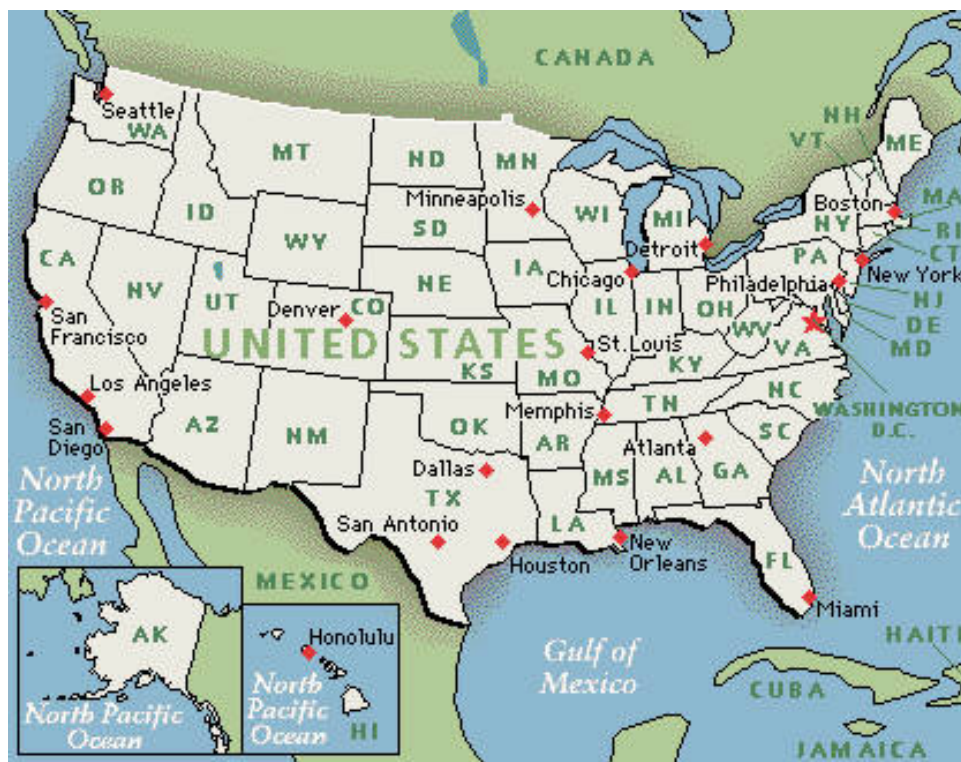 CANADA
NH
VT
ME
Seattle
WA
MT
ND
MN
OR
ID
Minneapolis
WI
MI
Boston
MA
NY
RI
WY
SD
Detroit
CT
CA
IA
PA
New York
NV
NE
Chicago
Philadelphia
NJ
UT
Denver
CO
IL
IN
OH
DE
San
Francisco
WV
MD
UNITED STATES
St.Louis
VA
KS
MO
KY
Los Angeles
NC
Memphis
TN
WASHINGTON
D.C.
AZ
NM
OK
AR
San
Diego
Atlanta
SC
Dallas
MS
AL
GA
North
Pacific
Ocean
TX
North
Atlantic
Ocean
San Antonio
LA
Houston
New
Orleans
FL
MEXICO
Miami
AK
Honolulu
Gulf of
Mexico
HAITI
CUBA
North Pacific
Ocean
North
Pacific
Ocean
HI
JAMAICA